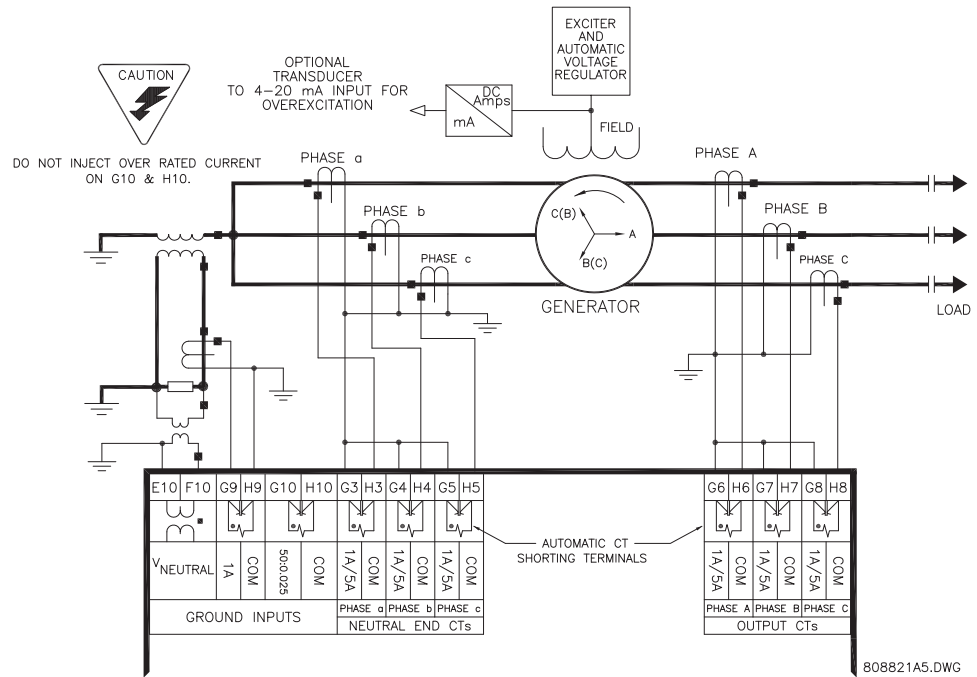 EXCITER
AND
AUTOMATIC
VOLTAGE
REGULATOR
OPTIONAL
TRANSDUCER
TO 4-20 mA INPUT FOR
OVEREXCITATION
DC
Amps
mA
FIELD
CAUTION
DO NOT INJECT OVER RATED CURRENT
ON G10 & H10.
PHASE a
PHASE b
PHASE c
C(B)
A
B(C)
GENERATOR
PHASE A
PHASE B
PHASE C
LOAD
E10 F10 G9 H9 G10 H10 G3 H3 G4 H4 G5 H5
G6 H6 G7 H7 G8 H8
AUTOMATIC CT
SHORTING TERMINALS
VNEUTRAL 1A COM 50:0.025 COM 1A/5A COM 1A/5A COM 1A/5A COM
1A/5A COM 1A/5A COM 1A/5A COM
GROUND INPUTS
PHASE a PHASE b PHASE c
NEUTRAL END CTs
PHASE A PHASE B PHASE C
OUTPUT CTs
808821A5.DWG